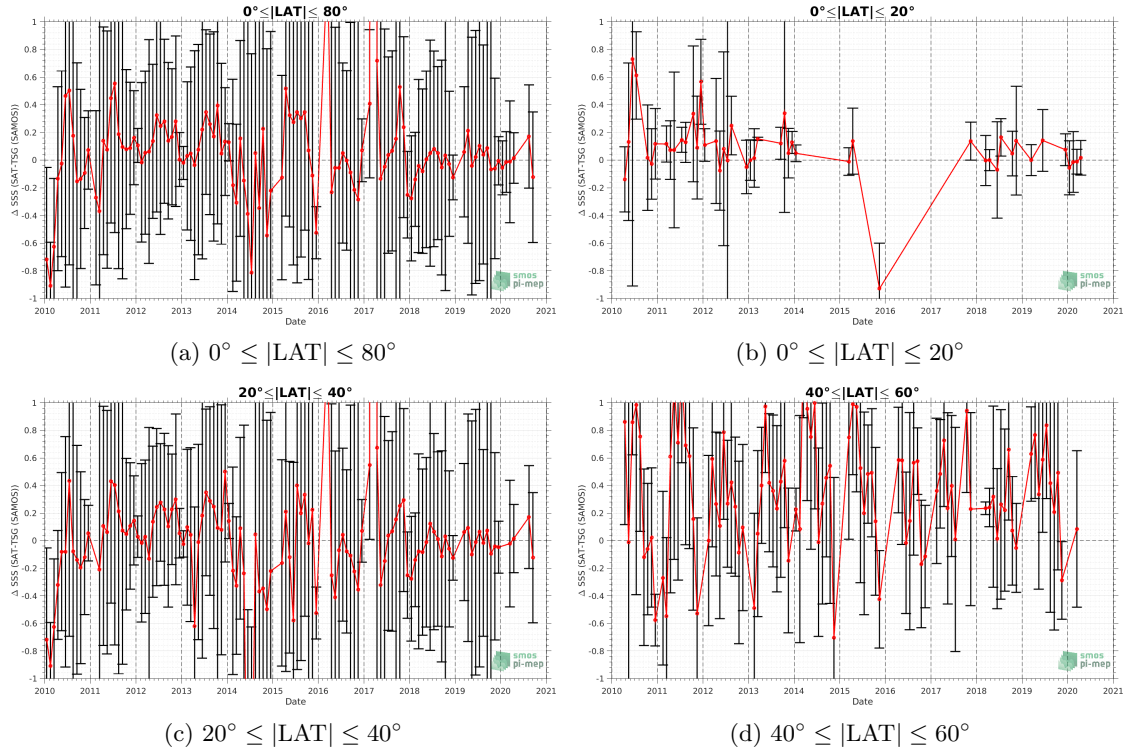 0°≤|LAT|≤ 80°
Δ SSS (SAT-TSG (SAMOS))
1
0.8
0.6
0.4
0.2
0
-0.2
-0.4
-0.6
-0.8
-1
2010 2011 2012 2013 2014 2015 2016 2017 2018 2019 2020 2021
Date
smos
pi-mep
(a) 0° ≤ |LAT| ≤ 80°
0°≤|LAT|≤ 20°
Δ SSS (SAT-TSG (SAMOS))
1
0.8
0.6
0.4
0.2
0
-0.2
-0.4
-0.6
-0.8
-1
2010 2011 2012 2013 2014 2015 2016 2017 2018 2019 2020 2021
Date
smos
pi-mep
(b) 0° ≤ |LAT| ≤ 20°
20°≤|LAT|≤ 40°
Δ SSS (SAT-TSG (SAMOS))
1
0.8
0.6
0.4
0.2
0
-0.2
-0.4
-0.6
-0.8
-1
2010 2011 2012 2013 2014 2015 2016 2017 2018 2019 2020 2021
Date
smos
pi-mep
(c) 20° ≤ |LAT| ≤ 40°
40°≤|LAT|≤ 60°
Δ SSS (SAT-TSG (SAMOS))
1
0.8
0.6
0.4
0.2
0
-0.2
-0.4
-0.6
-0.8
-1
2010 2011 2012 2013 2014 2015 2016 2017 2018 2019 2020 2021
Date
smos
pi-mep
(d) 40° ≤ |LAT| ≤ 60°